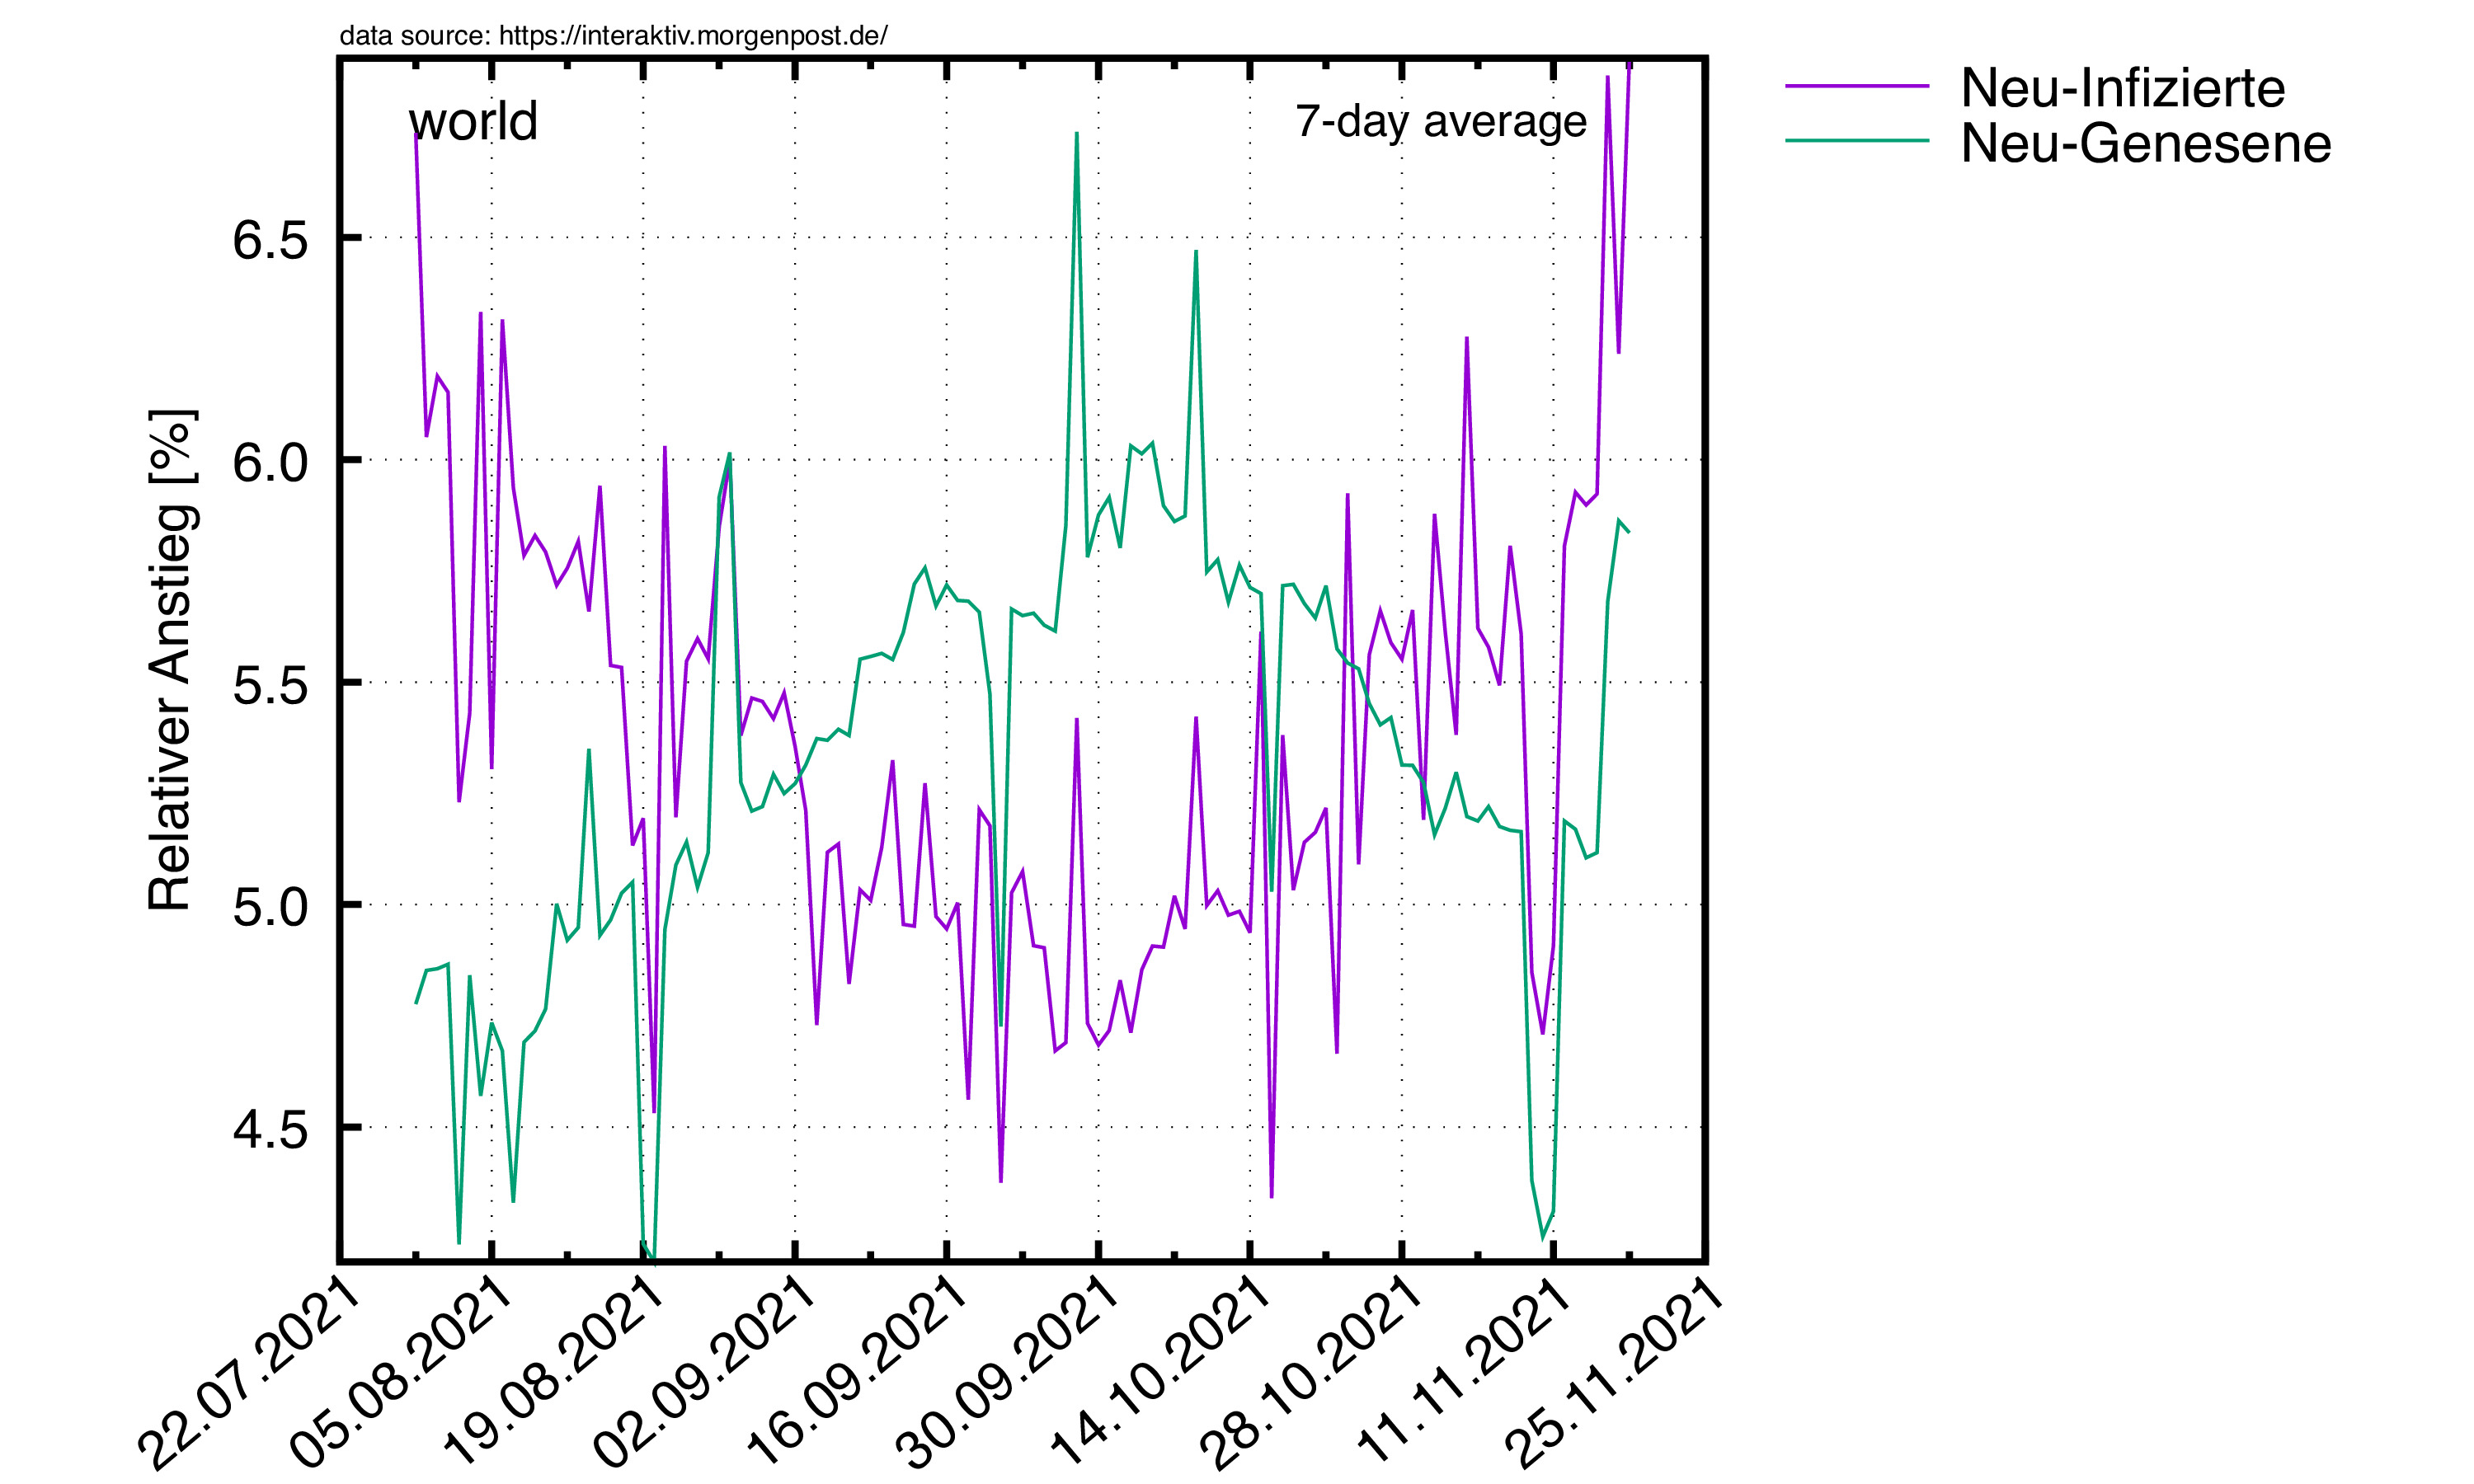 data source: https://interaktiv.morgenpost.de/
world
7-day average
Neu-Infizierte
Neu-Genesene
Relativer Anstieg [%]
6.5
6.0
5.5
5.0
4.5
22.07.2021
05.08.2021
19.08.2021
02.09.2021
16.09.2021
30.09.2021
14.10.2021
28.10.2021
11.11.2021
25.11.2021